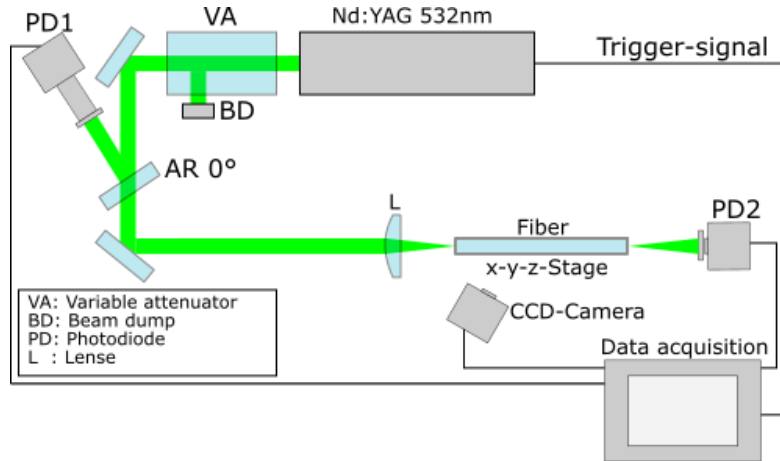 PD1
VA
Nd:YAG 532nm
Trigger-signal
BD
AR 0°
L
Fiber
PD2
x-y-z-Stage
CCD-Camera
VA: Variable attenuator
BD: Beam dump
PD: Photodiode
L : Lense
Data acquisition